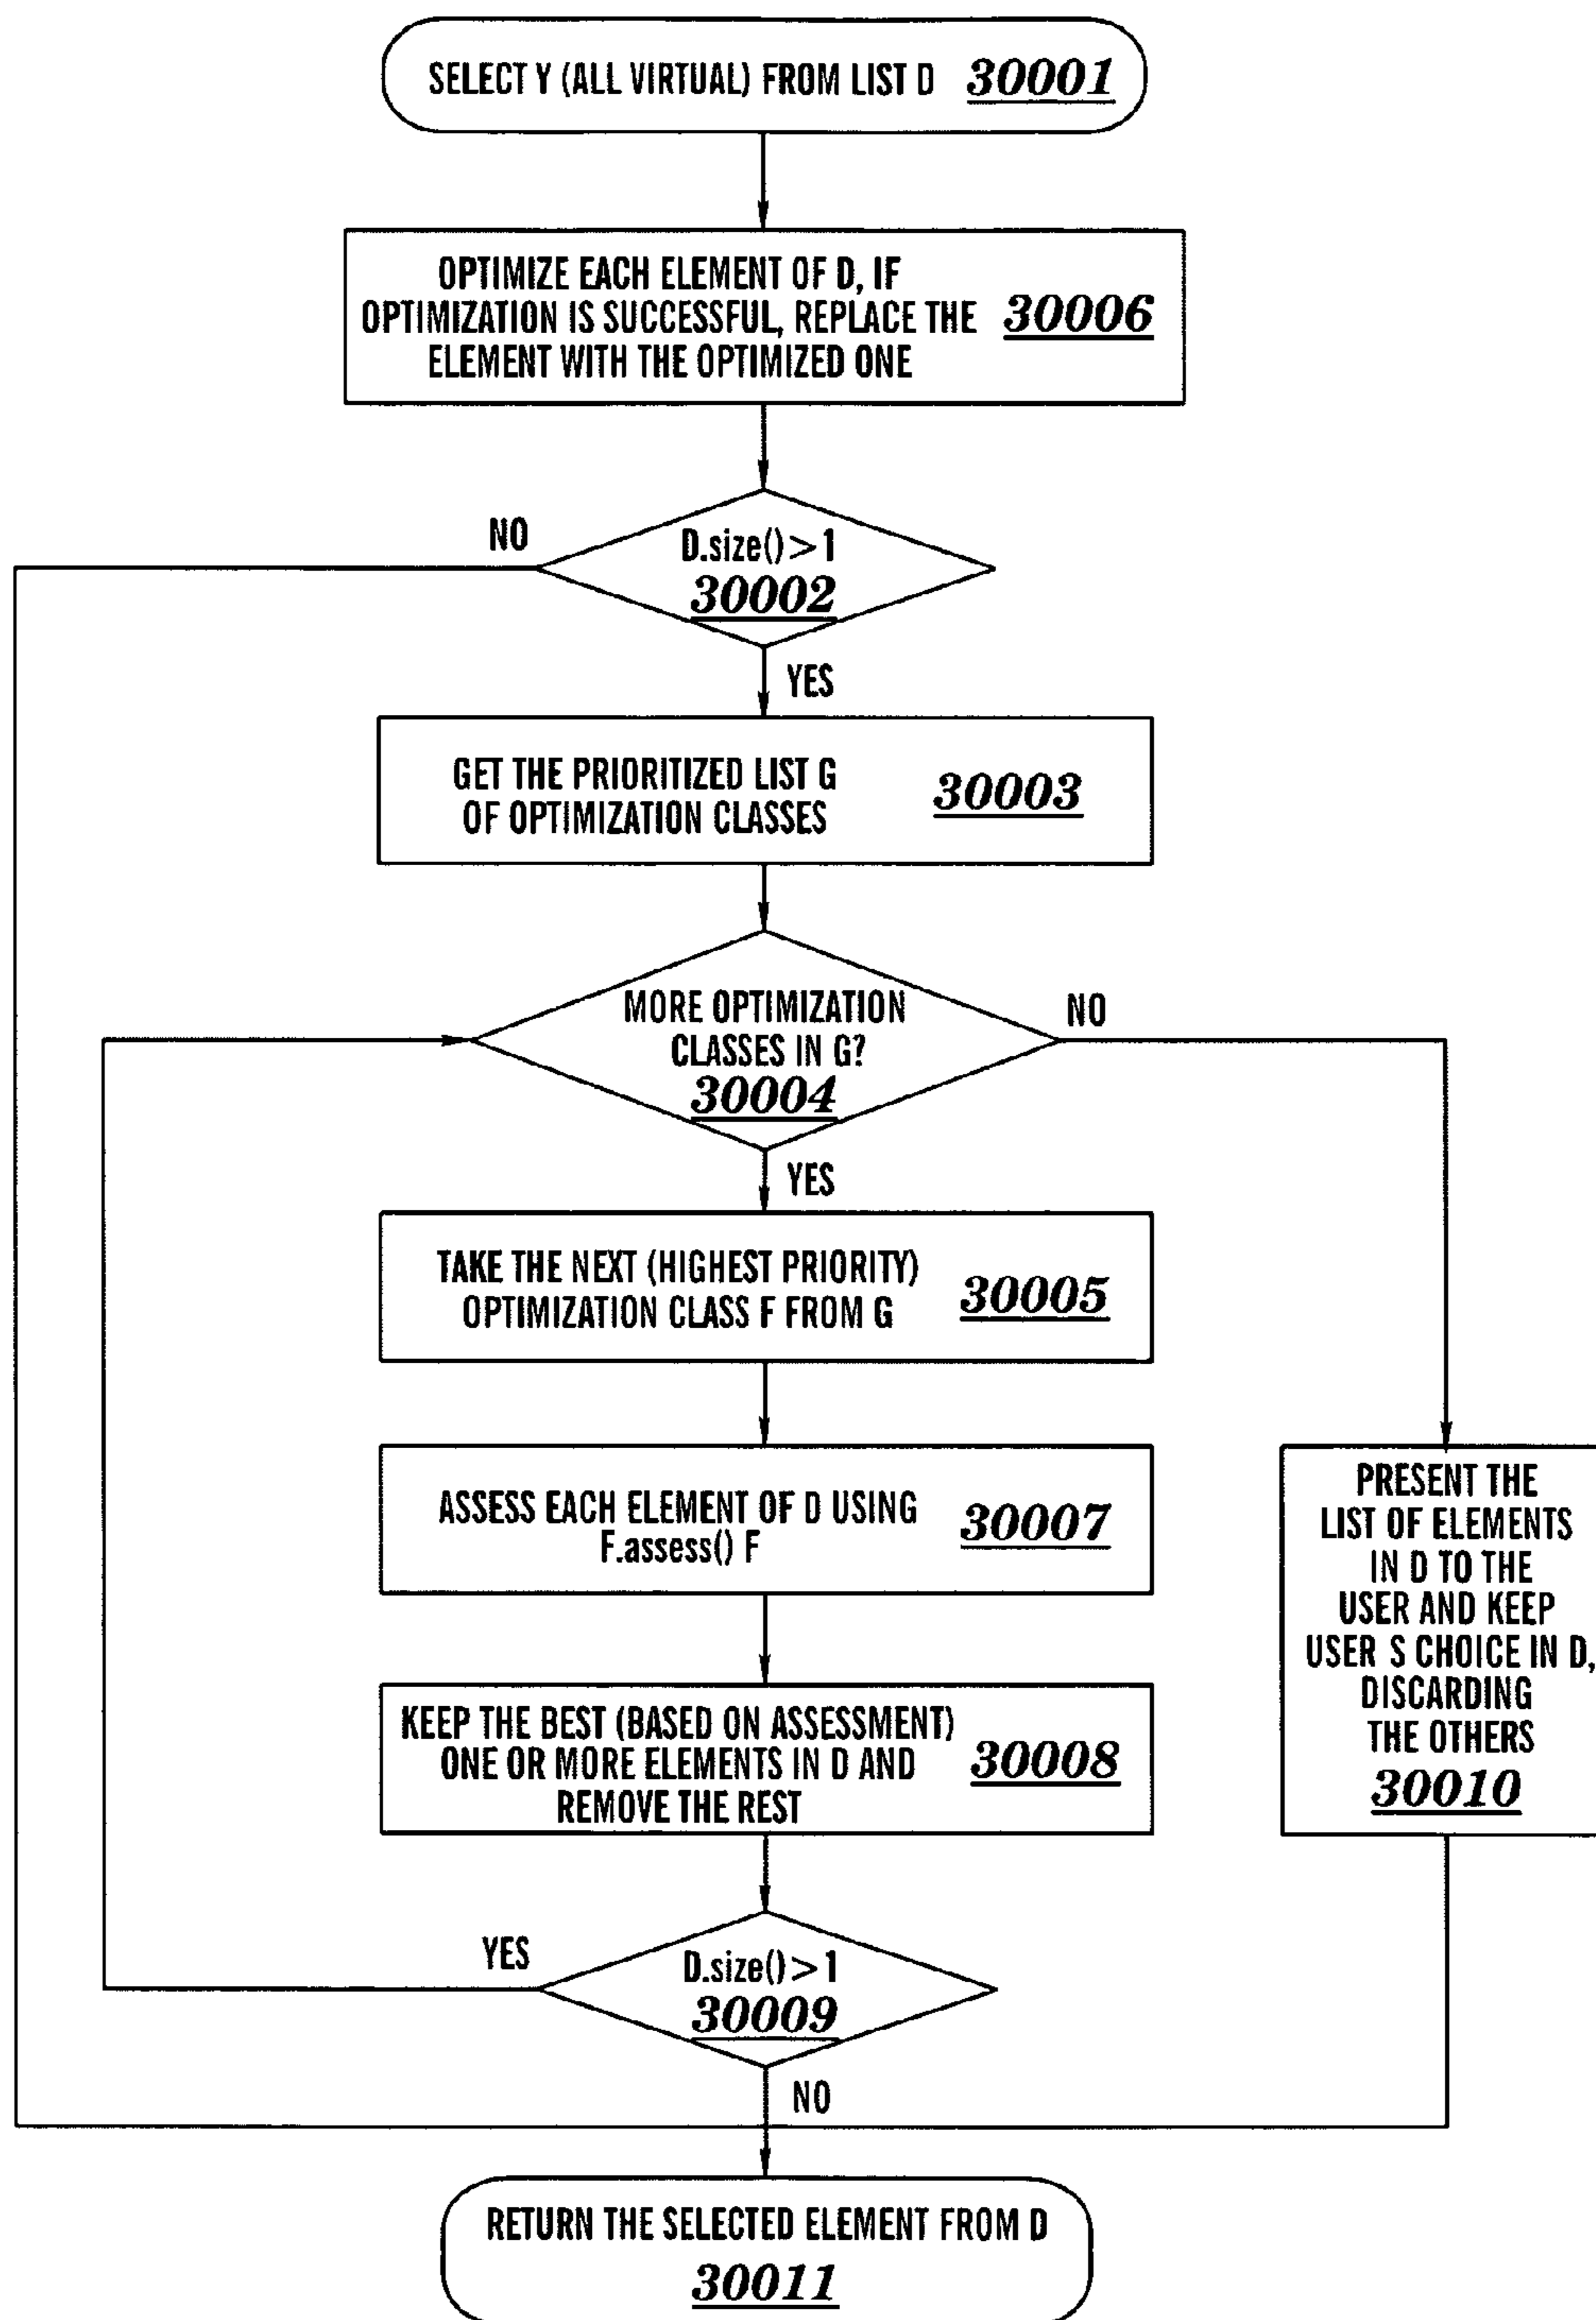 SELECT Y (ALL VIRTUAL) FROM LIST D 30001
OPTIMIZE EACH ELEMENT OF D, IF
OPTIMIZATION IS SUCCESSFUL, REPLACE THE 30006
ELEMENT WITH THE OPTIMIZED ONE
NO
D.size()>1
30002
YES
GET THE PRIORITIZED LIST G
OF OPTIMIZATION CLASSES
30003
MORE OPTIMIZATION
CLASSES IN G?
30004
NO
YES
TAKE THE NEXT (HIGHEST PRIORITY)
OPTIMIZATION CLASS F FROM G
30005
ASSESS EACH ELEMENT OF D USING
F.assess() F
30007
KEEP THE BEST (BASED ON ASSESSMENT)
ONE OR MORE ELEMENTS IN D AND
REMOVE THE REST
30008
PRESENT THE
LIST OF ELEMENTS
IN D TO THE
USER AND KEEP
USER S CHOICE IN D,
DISCARDING
THE OTHERS
30010
YES
D.size()>1
30009
NO
RETURN THE SELECTED ELEMENT FROM D
30011